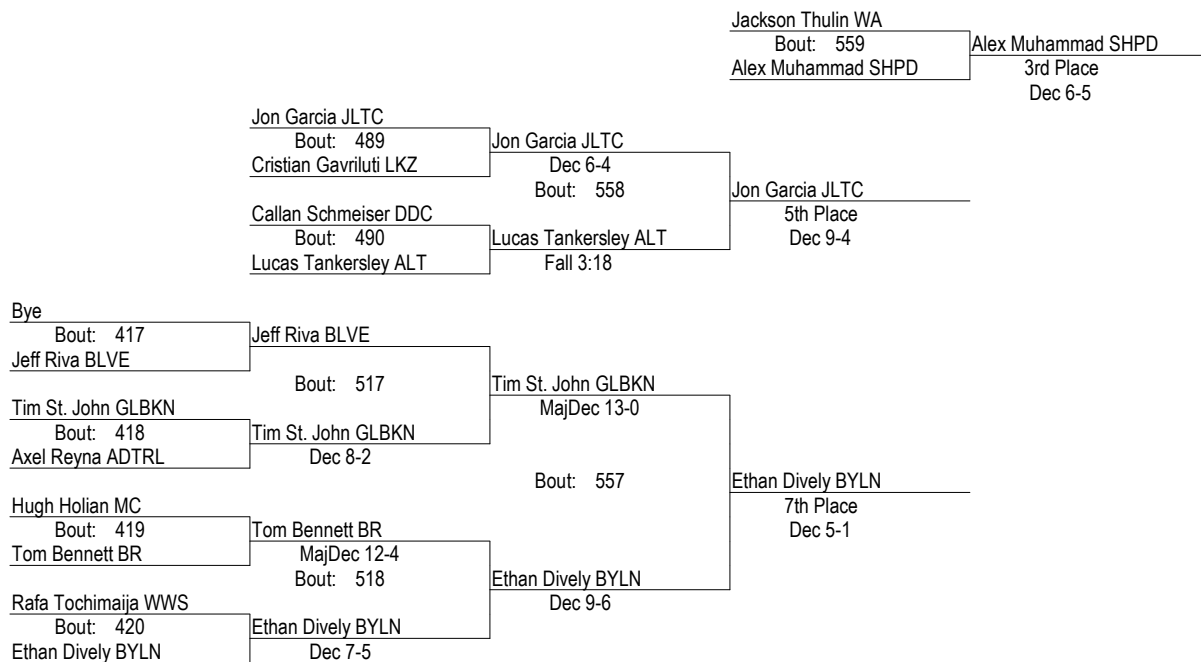 Jackson Thulin WA
Bout: 559
Alex Muhammad SHPD
Alex Muhammad SHPD
3rd Place
Dec 6-5
Jon Garcia JLTC
Bout: 489
Cristian Gavriluti LKZ
Jon Garcia JLTC
Dec 6-4
Bout: 558
Callan Schmeiser DDC
Bout: 490
Lucas Tankersley ALT
Lucas Tankersley ALT
Fall 3:18
Jon Garcia JLTC
5th Place
Dec 9-4
Bye
Bout: 417
Jeff Riva BLVE
Jeff Riva BLVE
Bout: 517
Tim St. John GLBKN
Bout: 418
Axel Reyna ADTRL
Tim St. John GLBKN
Dec 8-2
Tim St. John GLBKN
MajDec 13-0
Bout: 557
Hugh Holian MC
Bout: 419
Tom Bennett BR
Tom Bennett BR
MajDec 12-4
Bout: 518
Rafa Tochimaija WWS
Bout: 420
Ethan Dively BYLN
Ethan Dively BYLN
Dec 7-5
Ethan Dively BYLN
Dec 9-6
Ethan Dively BYLN
7th Place
Dec 5-1